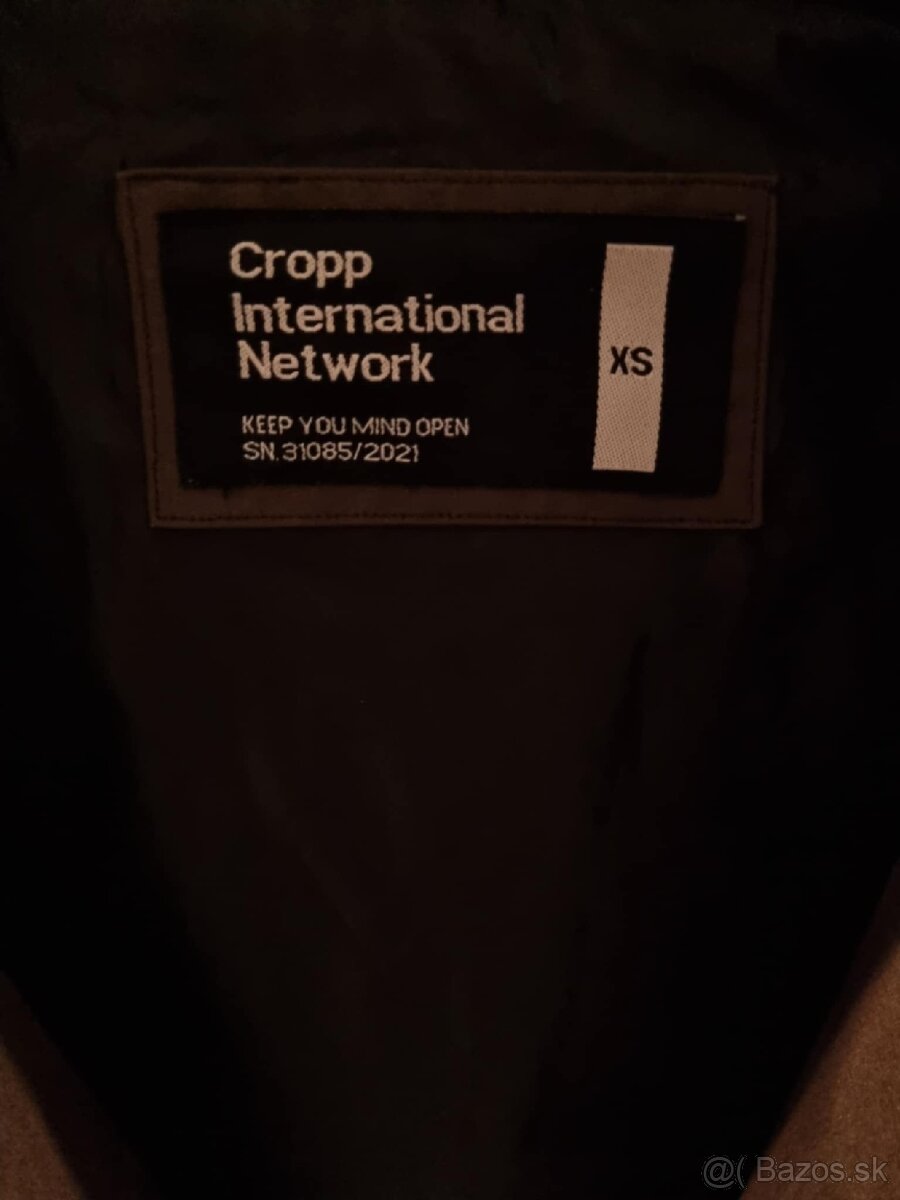 Cropp
International
Network
XS
KEEP YOU MIND OPEN
SN.31085/2021
@( Bazos.sk